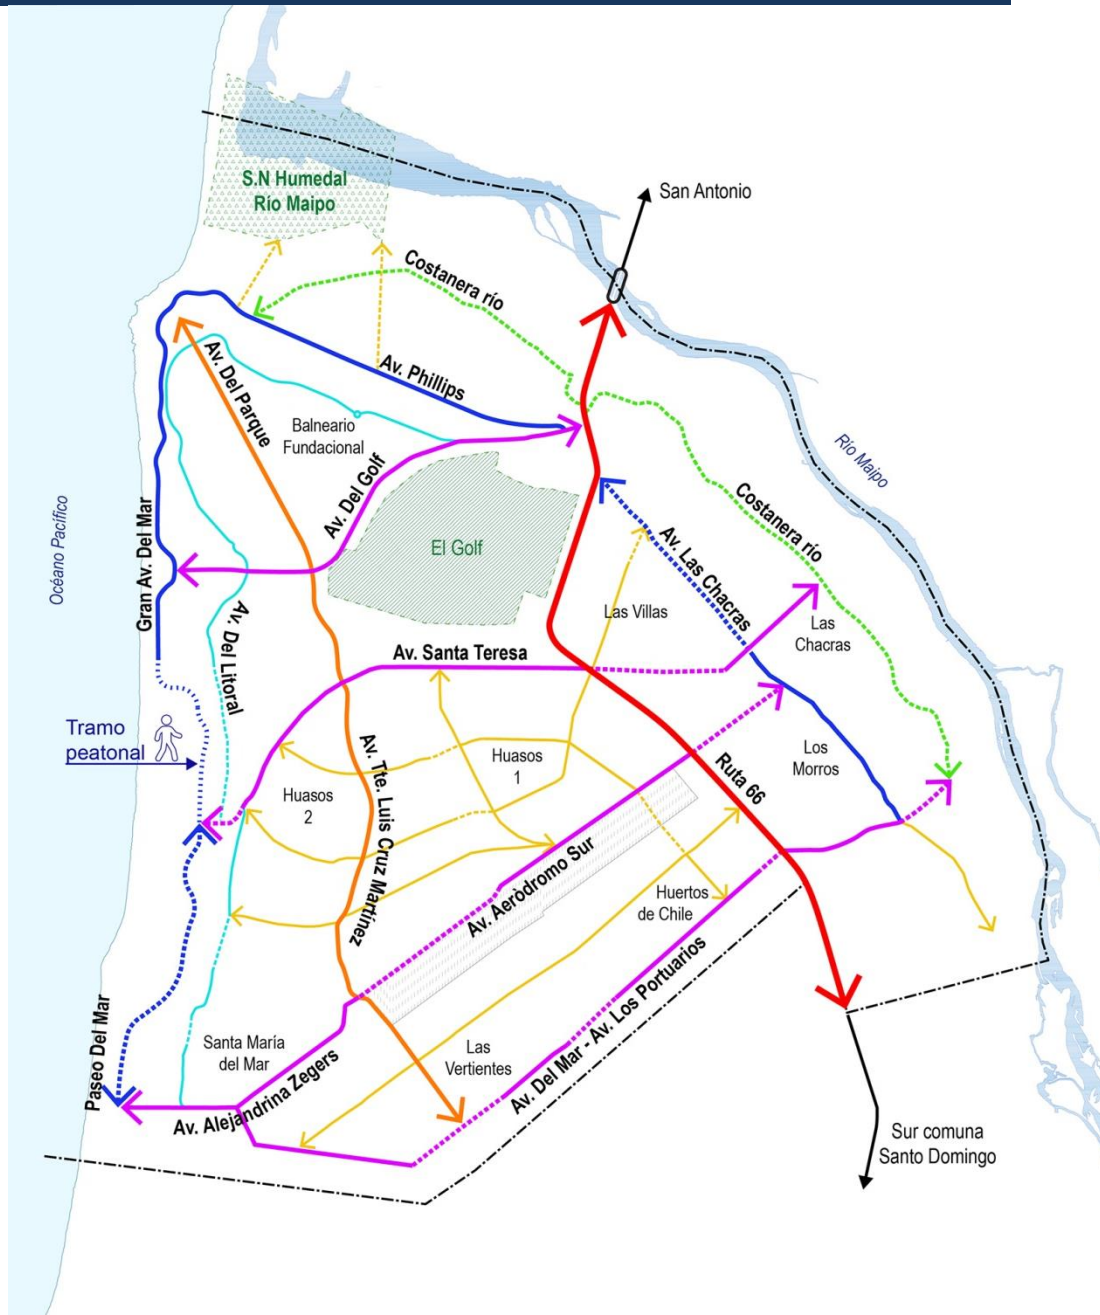 S.N Humedal
Río Maipo
San Antonio
Costanera río
Av. Phillips
Av. Del Parque
Balneario
Fundacional
Av. Del Golf
El Golf
Río Maipo
Costanera río
Océano Pacífico
Gran Av. Del Mar
Av. Del Litoral
Av. Las Chacras
Las Villas
Las
Chacras
Av. Santa Teresa
Tramo
peatonal
Huasos
1
Huasos
2
Av. Tte. Luis Cruz Martínez
Ruta 66
Los
Morros
Av. Aeròdromo Sur
Huertos
de Chile
Av. Del Mar - Av. Los Portuarios
Paseo Del Mar
Santa María
del Mar
Las
Vertientes
Av. Alejandrina Zegers
Sur comuna
Santo Domingo